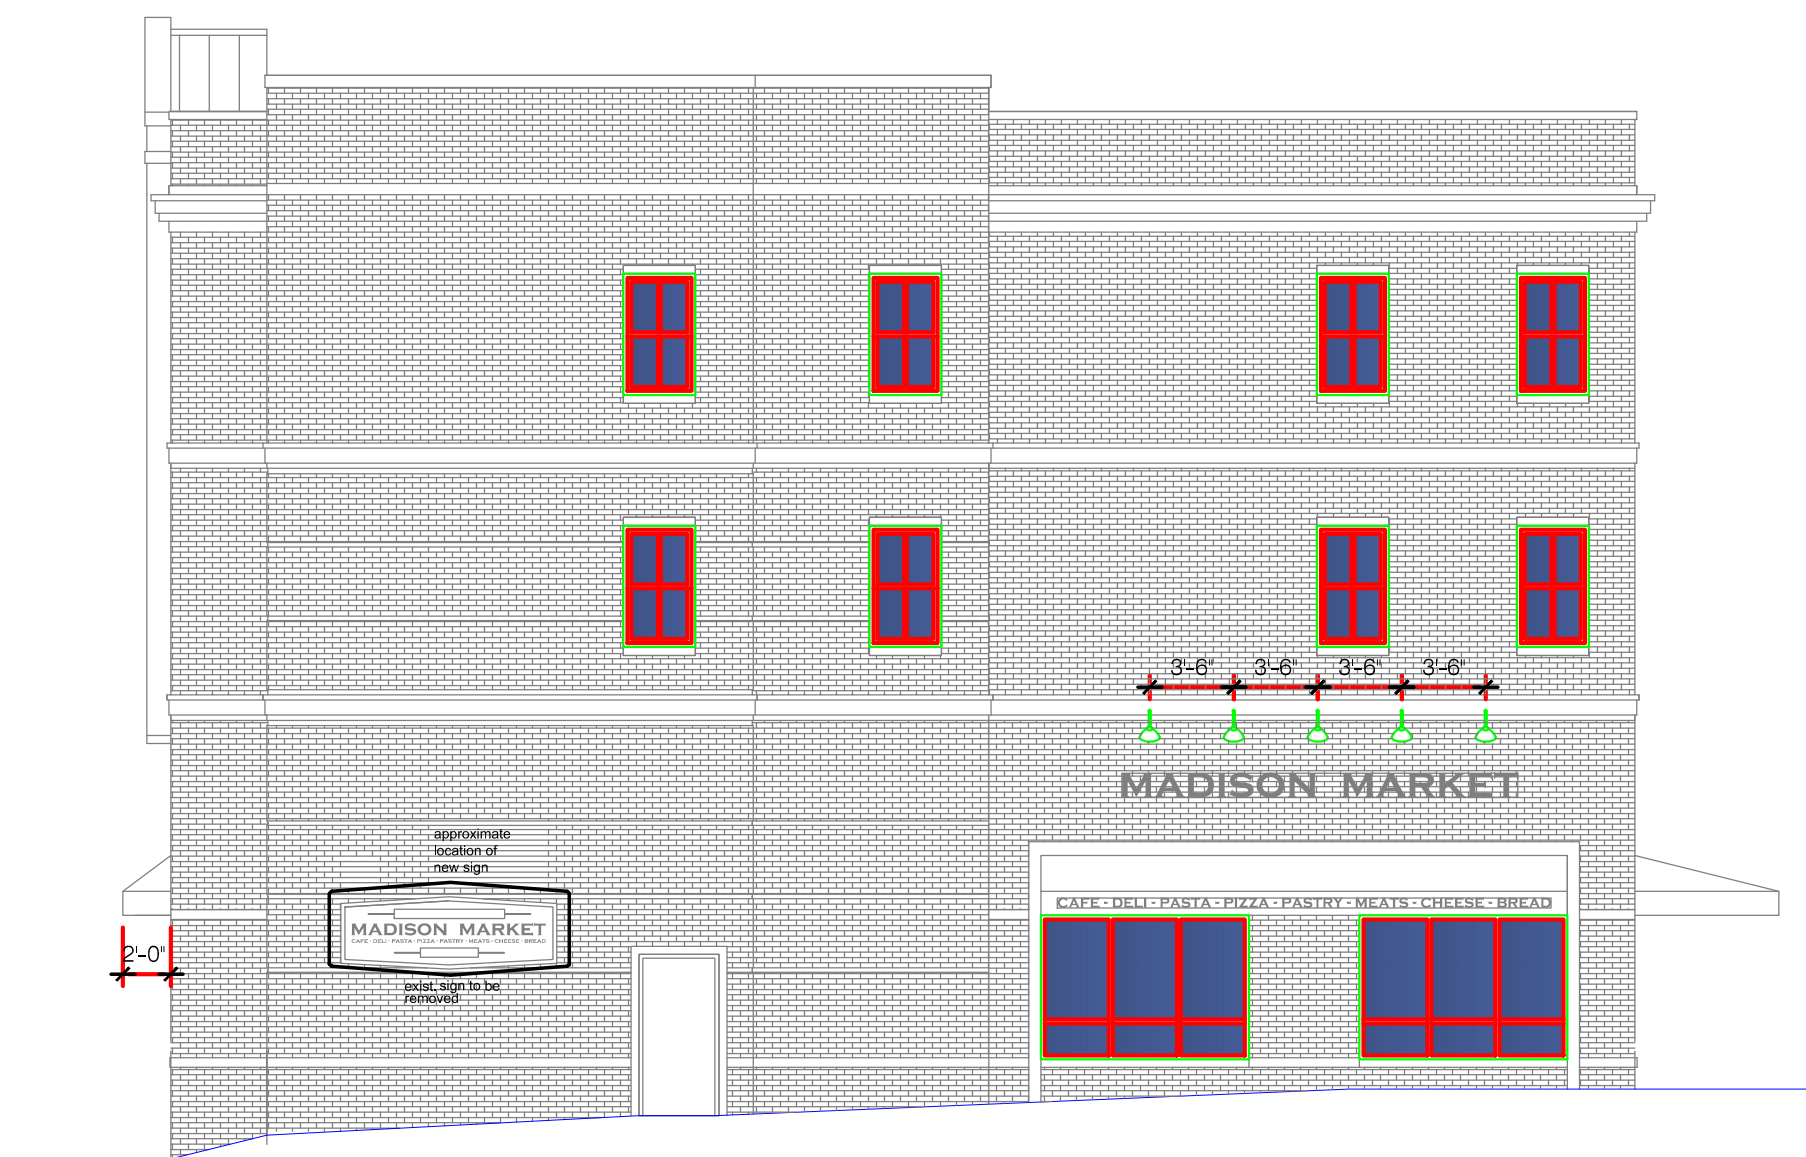 3'-6" 3'-6" 3'-6" 3'-6"
MADISON MARKET
approximate
location of
new sign
CAFE - DELI - PASTA - PIZZA - PASTRY - MEATS - CHEESE - BREAD
MADISON MARKET
CAFE - DELI - PASTA - PIZZA - PASTRY - MEATS - CHEESE - BREAD
2'-0"
exist. sign to be
removed